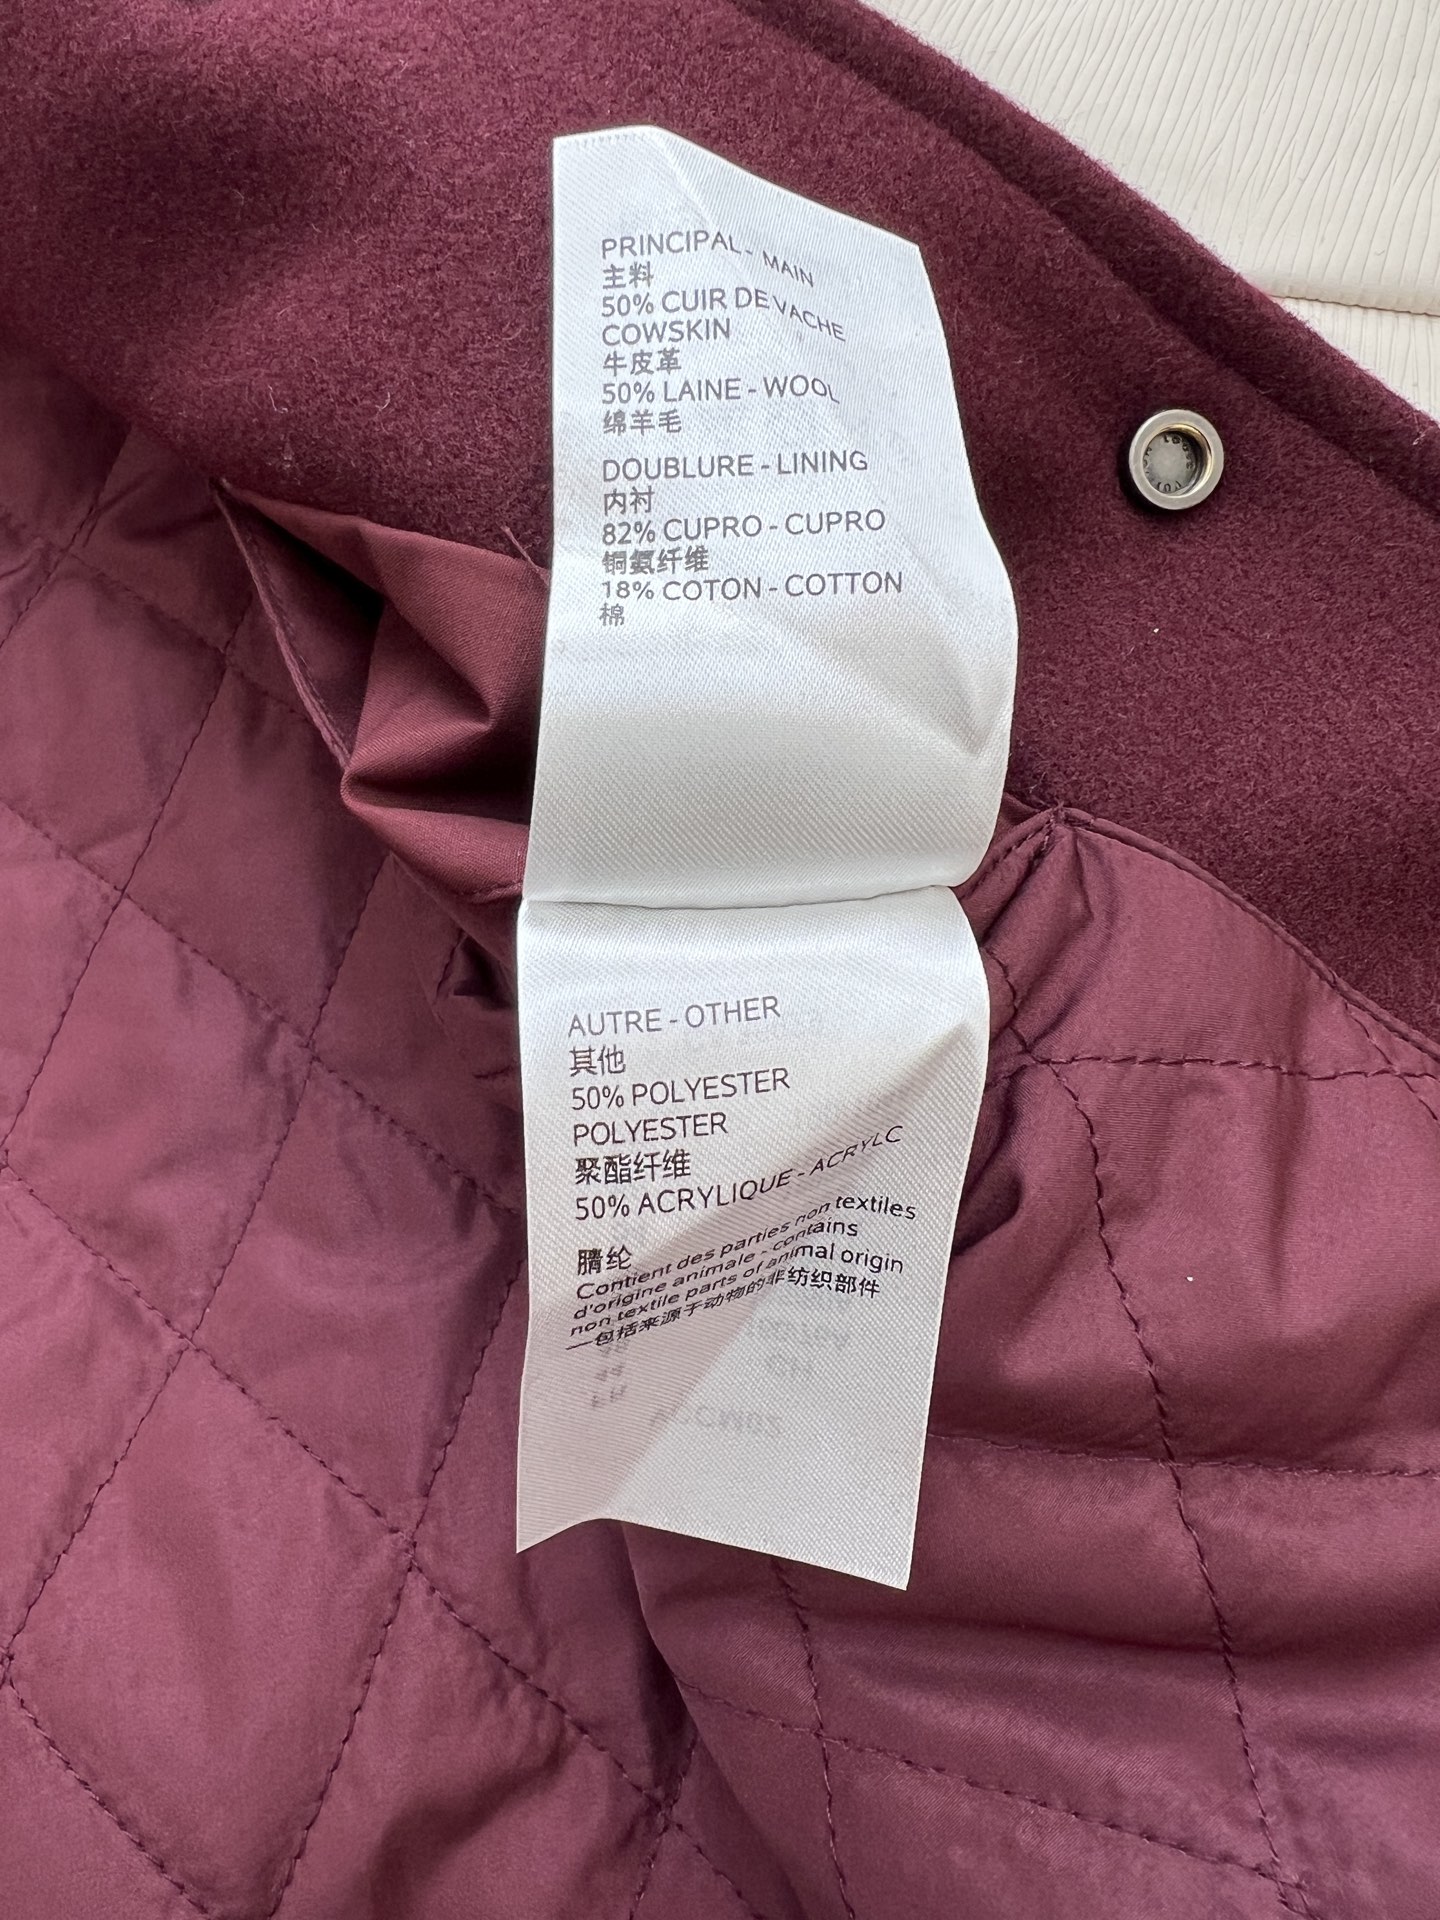 PRINCIPAL - MAIN
主料
50% CUIR DE VACHE
COWSKIN
牛皮革
50% LAINE - WOOL
绵羊毛
DOUBLURE - LINING
内衬
82% CUPRO - CUPRO
铜氨纤维
18% COTON - COTTON
棉
AUTRE - OTHER
其他
50% POLYESTER
POLYESTER
聚酯纤维
50% ACRYLIQUE - ACRYLC
腈纶
Contient des parties non textiles
d'origine animale - contains
non textile parts of animal origin
一包括来源于动物的非纺织部件